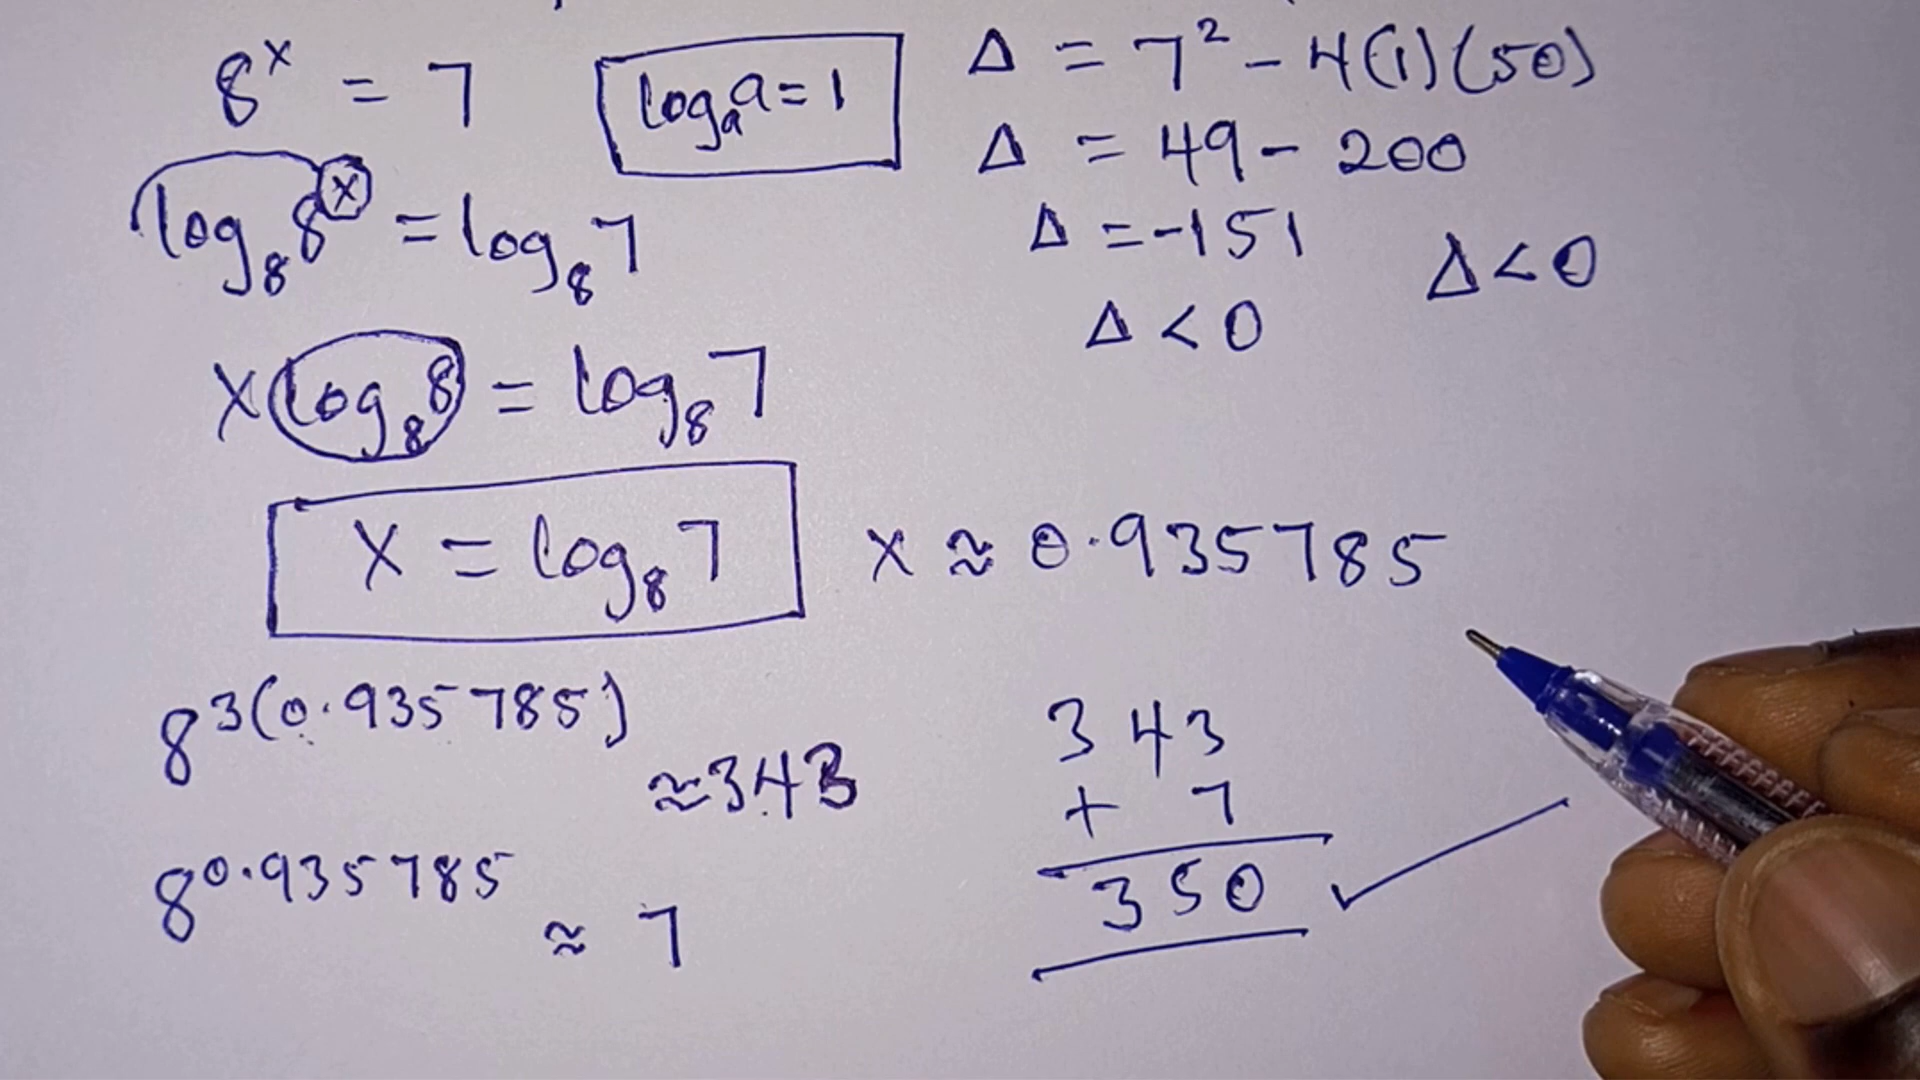 8^x = 7
log_a a = 1
log_8 8^x = log_8 7
x log_8 8 = log_8 7
x = log_8 7
x ≈ 0.935785
Δ = 7² - 4(1)(50)
Δ = 49 - 200
Δ = -151
Δ < 0
Δ < 0
8^3(0.935785) ≈ 343
8^0.935785 ≈ 7
343
+ 7
350